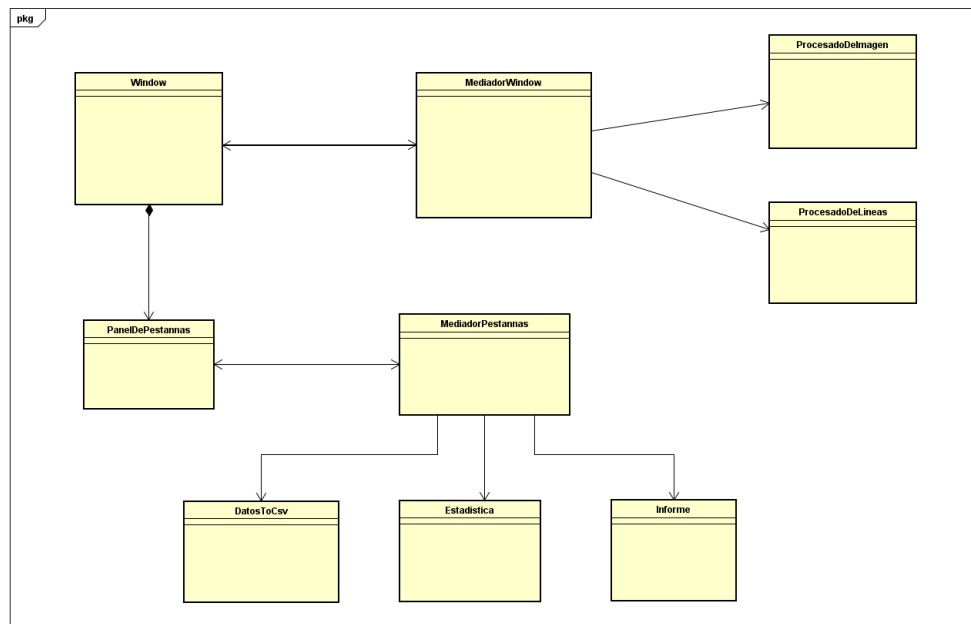 pkg
Window
MediadorWindow
ProcesadoDeImagen
ProcesadoDeLineas
PanelDePestannas
MediadorPestannas
DatosToCsv
Estadistica
Informe